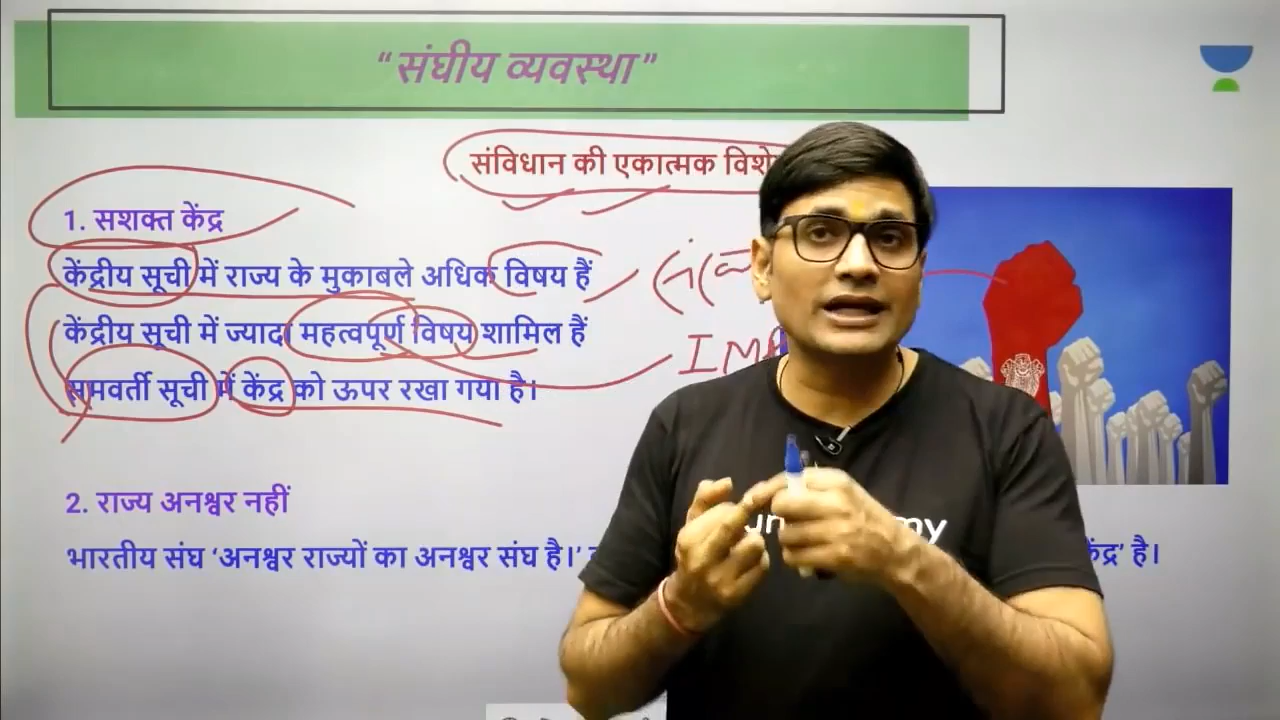 “संघीय व्यवस्था”
संविधान की एकात्मक
1. सशक्त केंद्र
केंद्रीय सूची में राज्य के मुकाबले अधिक विषय हैं
केंद्रीय सूची में ज्यादा महत्वपूर्ण विषय शामिल हैं
IM
समवर्ती सूची में केंद्र को ऊपर रखा गया है।
2. राज्य अनश्वर नहीं
भारतीय संघ ‘अनश्वर राज्यों का अनश्वर संघ है।’ केंद्र’ है।